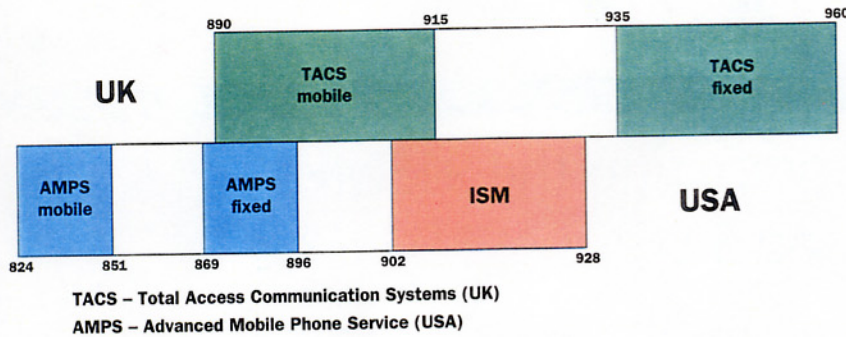 890 915 935 960
UK
TACS
mobile
TACS
fixed
AMPS
mobile
AMPS
fixed
ISM
USA
824 851 869 896 902 928
TACS – Total Access Communication Systems (UK)
AMPS – Advanced Mobile Phone Service (USA)